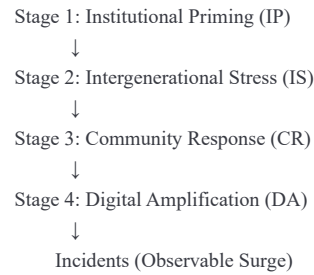 Stage 1: Institutional Priming (IP)
↓
Stage 2: Intergenerational Stress (IS)
↓
Stage 3: Community Response (CR)
↓
Stage 4: Digital Amplification (DA)
↓
Incidents (Observable Surge)